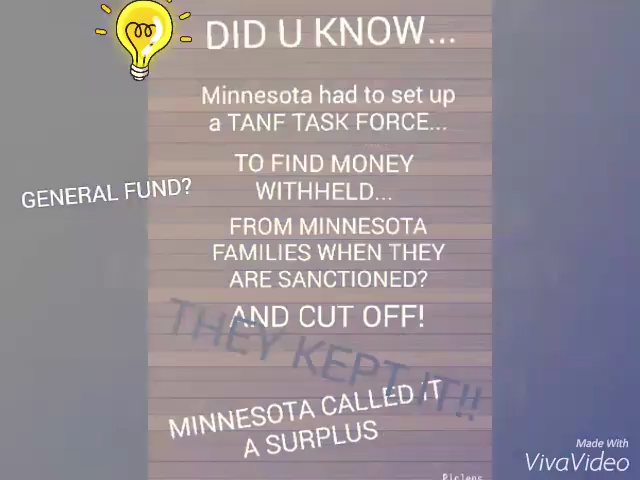 DID U KNOW...
Minnesota had to set up
a TANF TASK FORCE...
TO FIND MONEY
WITHHELD...
GENERAL FUND?
FROM MINNESOTA
FAMILIES WHEN THEY
ARE SANCTIONED?
AND CUT OFF!
THEY KEPT IT!!
MINNESOTA CALLED IT
A SURPLUS
Made With
VivaVideo